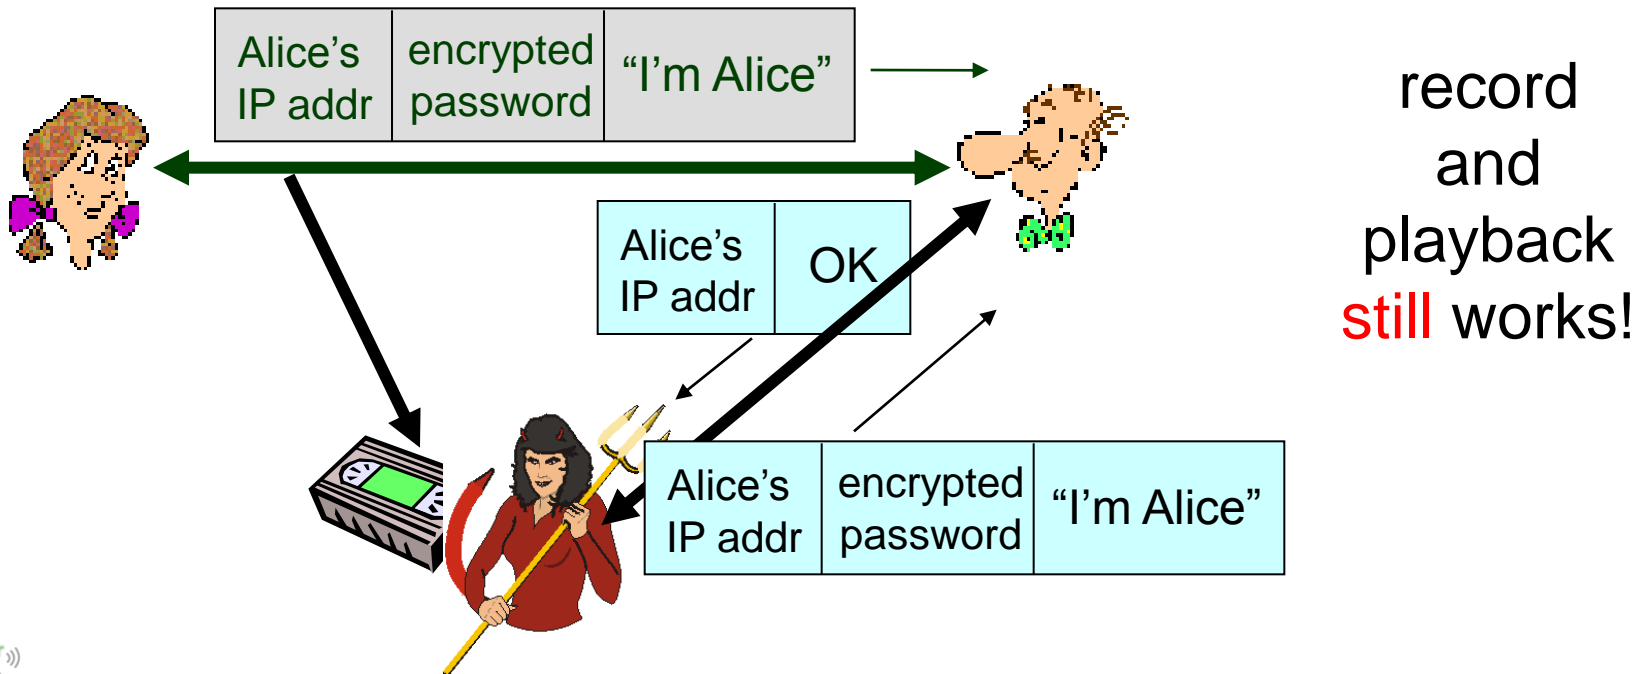 Alice’s
IP addr
encrypted
password
“I’m Alice”
record
and
playback
still works!
Alice’s
IP addr
OK
Alice’s
IP addr
encrypted
password
“I’m Alice”